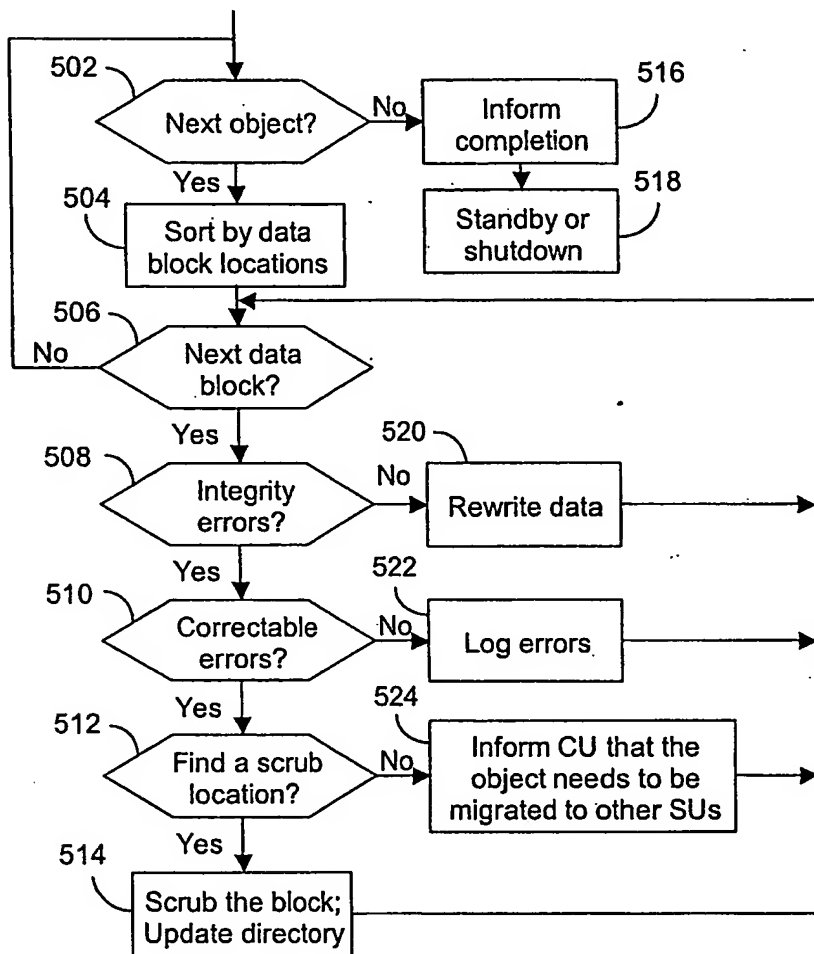 502
Next object?
No
Inform
completion
516
Yes
504
Sort by data
block locations
Standby or
shutdown
518
506
No
Next data
block?
Yes
508
Integrity
errors?
No
520
Rewrite data
Yes
510
Correctable
errors?
No
522
Log errors
Yes
512
Find a scrub
location?
No
524
Inform CU that the
object needs to be
migrated to other SUs
Yes
514
Scrub the block;
Update directory